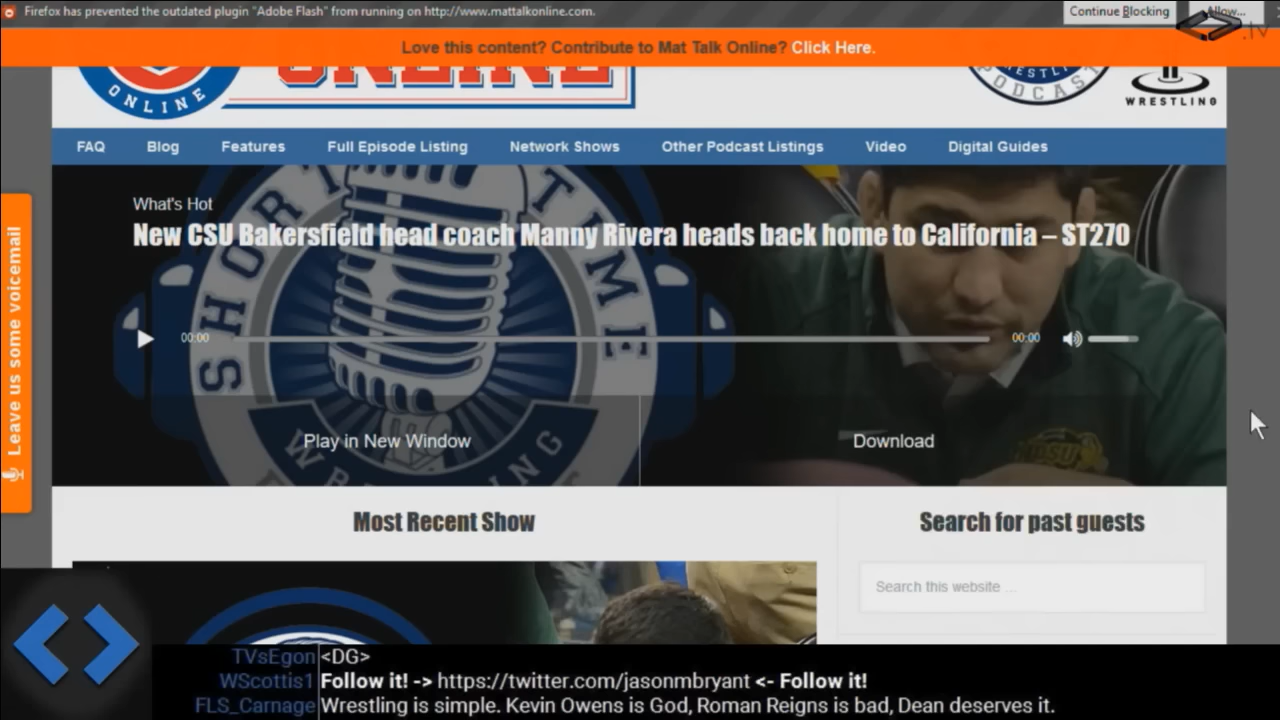 Firefox has prevented the outdated plugin "Adobe Flash" from running on http://www.mattalkonline.com.
Continue Blocking
Allow...
.tv
Love this content? Contribute to Mat Talk Online? Click Here.
ONLINE
ONLINE
WRESTLING
PODCAST
WRESTLING
FAQ Blog Features Full Episode Listing Network Shows Other Podcast Listings Video Digital Guides
What's Hot
New CSU Bakersfield head coach Manny Rivera heads back home to California – ST270
SHORT TIME
WRESTLING
00:00
00:00
Leave us some voicemail
Play in New Window
Download
Most Recent Show
Search for past guests
Search this website ...
TVsEgon <DG>
WScottis1 Follow it! -> https://twitter.com/jasonmbryant <- Follow it!
FLS_Carnage Wrestling is simple. Kevin Owens is God, Roman Reigns is bad, Dean deserves it.